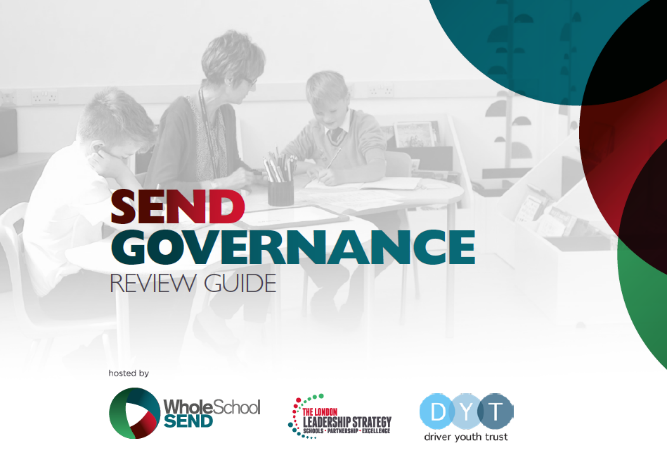 SEND
GOVERNANCE
REVIEW GUIDE
hosted by
WholeSchool
SEND
THE LONDON
LEADERSHIP STRATEGY
SCHOOLS • PARTNERSHIP • EXCELLENCE
DYT
driver youth trust